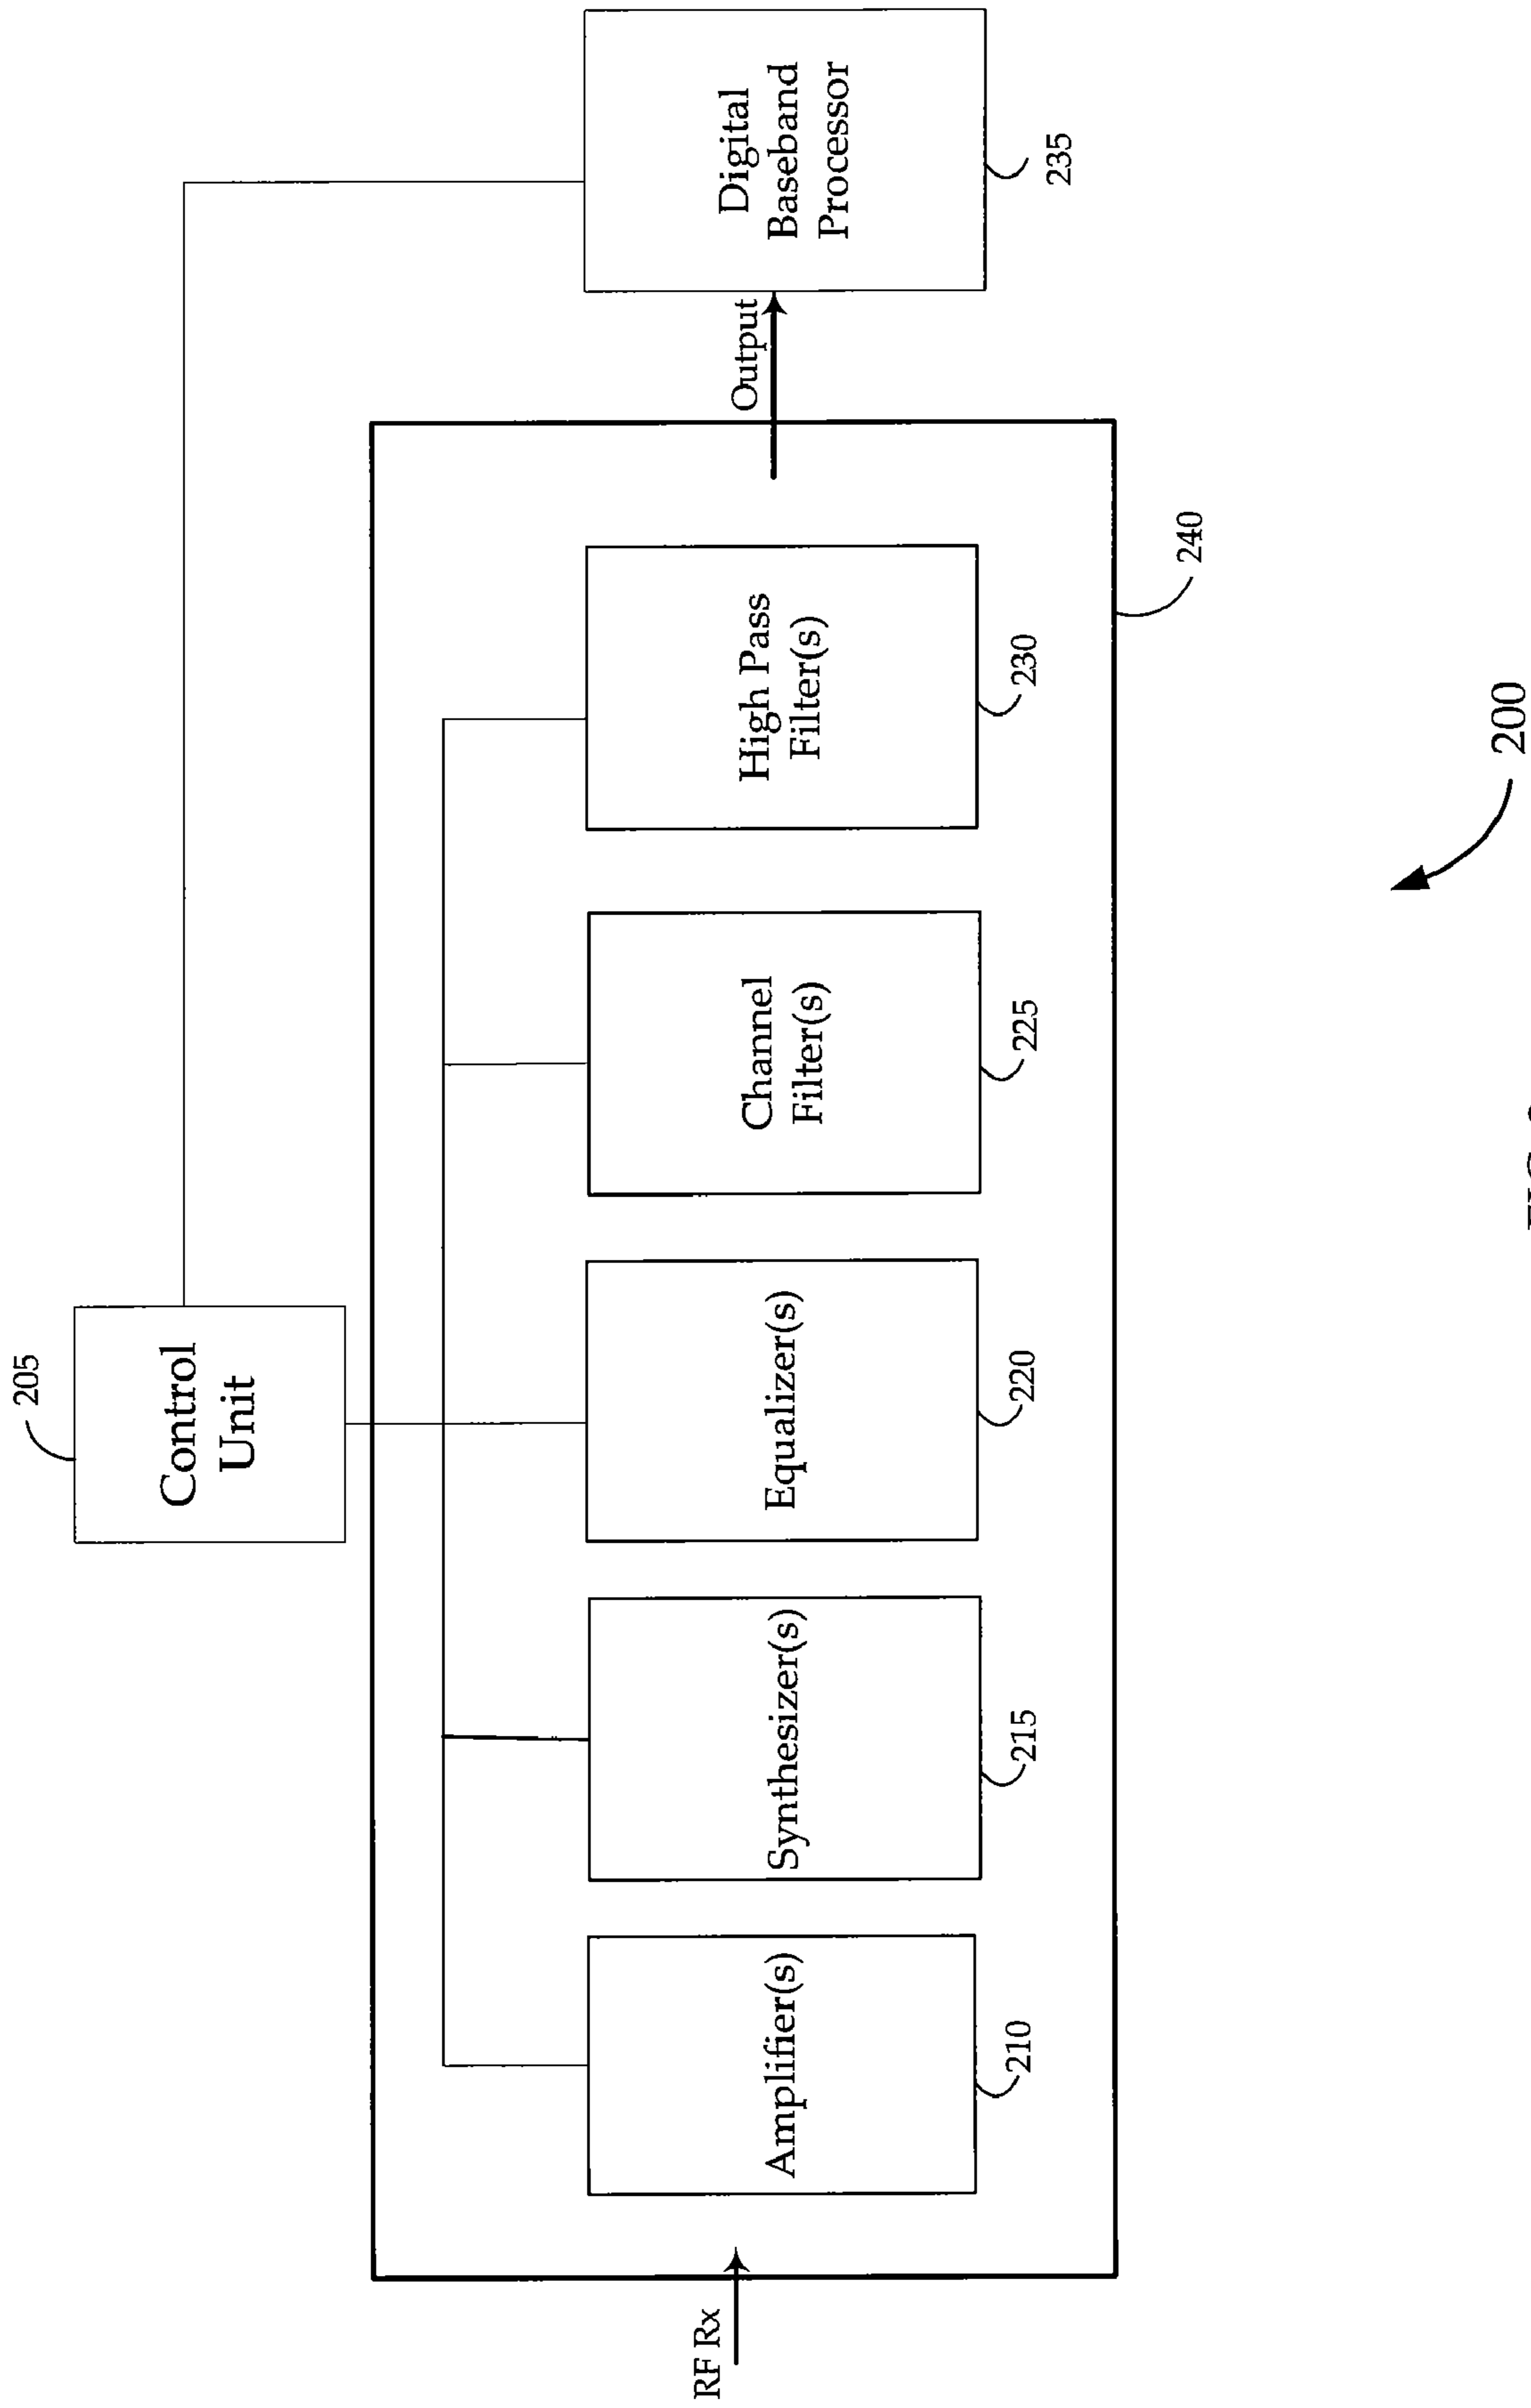 205
Control
Unit
RF Rx
Amplifier(s)
210
Synthesizer(s)
215
Equalizer(s)
220
Channel
Filter(s)
225
High Pass
Filter(s)
230
Output
Digital
Baseband
Processor
235
240
200